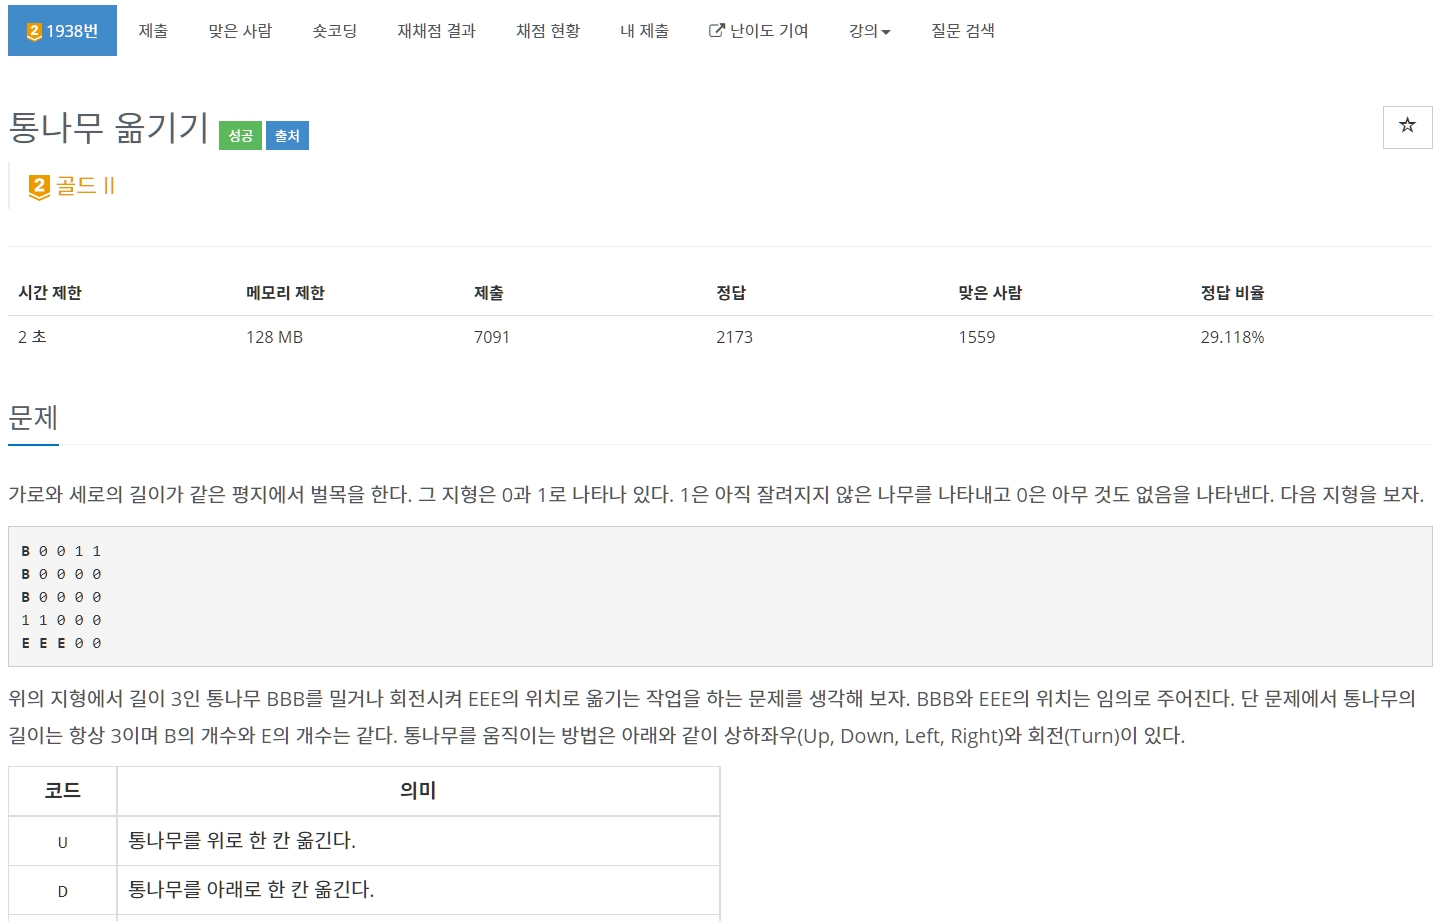 2 1938번 제출 맞은 사람 숏코딩 재채점 결과 채점 현황 내 제출 난이도 기여 강의 질문 검색
통나무 옮기기 성공 출처
2 골드 II
시간 제한 메모리 제한 제출 정답 맞은 사람 정답 비율
2 초 128 MB 7091 2173 1559 29.118%
문제
가로와 세로의 길이가 같은 평지에서 벌목을 한다. 그 지형은 0과 1로 나타나 있다. 1은 아직 잘려지지 않은 나무를 나타내고 0은 아무 것도 없음을 나타낸다. 다음 지형을 보자.
B 0 0 1 1
B 0 0 0 0
B 0 0 0 0
1 1 0 0 0
E E E 0 0
위의 지형에서 길이 3인 통나무 BBB를 밀거나 회전시켜 EEE의 위치로 옮기는 작업을 하는 문제를 생각해 보자. BBB와 EEE의 위치는 임의로 주어진다. 단 문제에서 통나무의
길이는 항상 3이며 B의 개수와 E의 개수는 같다. 통나무를 움직이는 방법은 아래와 같이 상하좌우(Up, Down, Left, Right)와 회전(Turn)이 있다.
코드 의미
U 통나무를 위로 한 칸 옮긴다.
D 통나무를 아래로 한 칸 옮긴다.